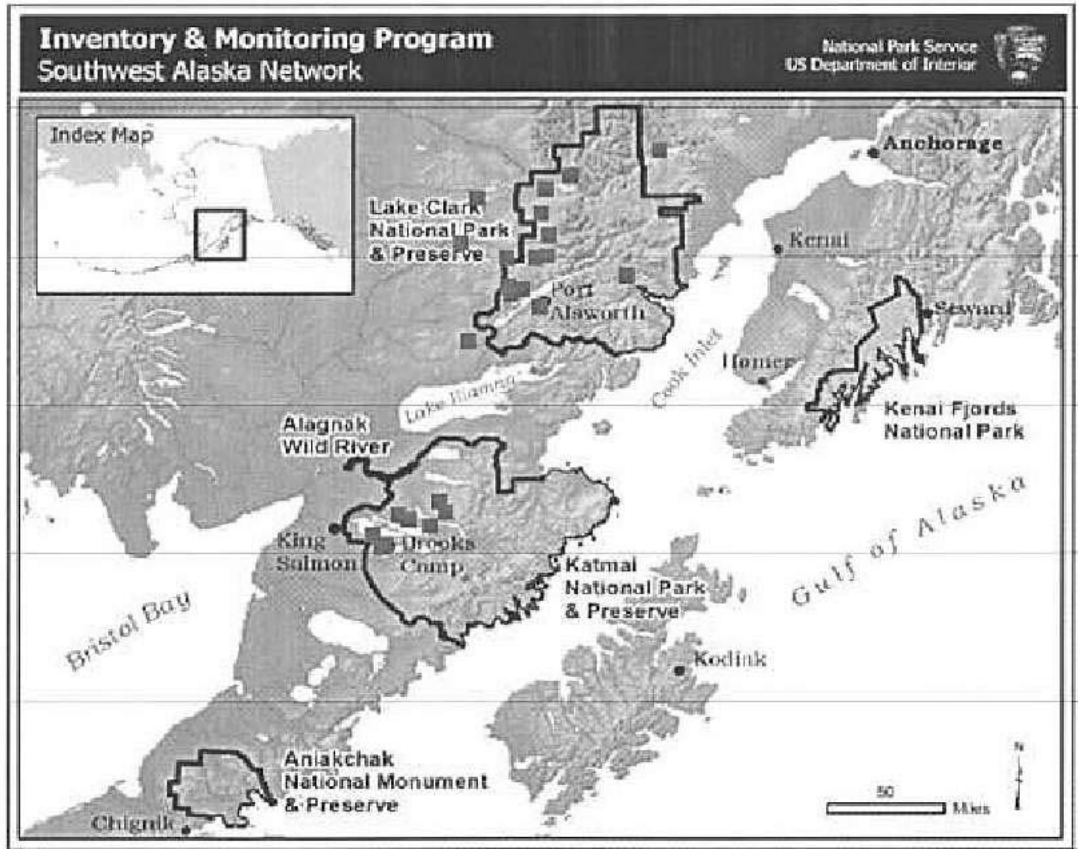 Inventory & Monitoring Program
Southwest Alaska Network
National Park Service
US Department of Interior
Index Map
Anchorage
Lake Clark
National Park
& Preserve
Kenai
Port
Alsworth
Seward
Cook Inlet
Homer
Lake Iliamna
Kenai Fjords
National Park
Alagnak
Wild River
King
Salmon
Brooks
Camp
Katmai
National Park
& Preserve
Gulf of Alaska
Bristol Bay
Kodiak
Aniakchak
National Monument
& Preserve
Chignik
N
50
Miles